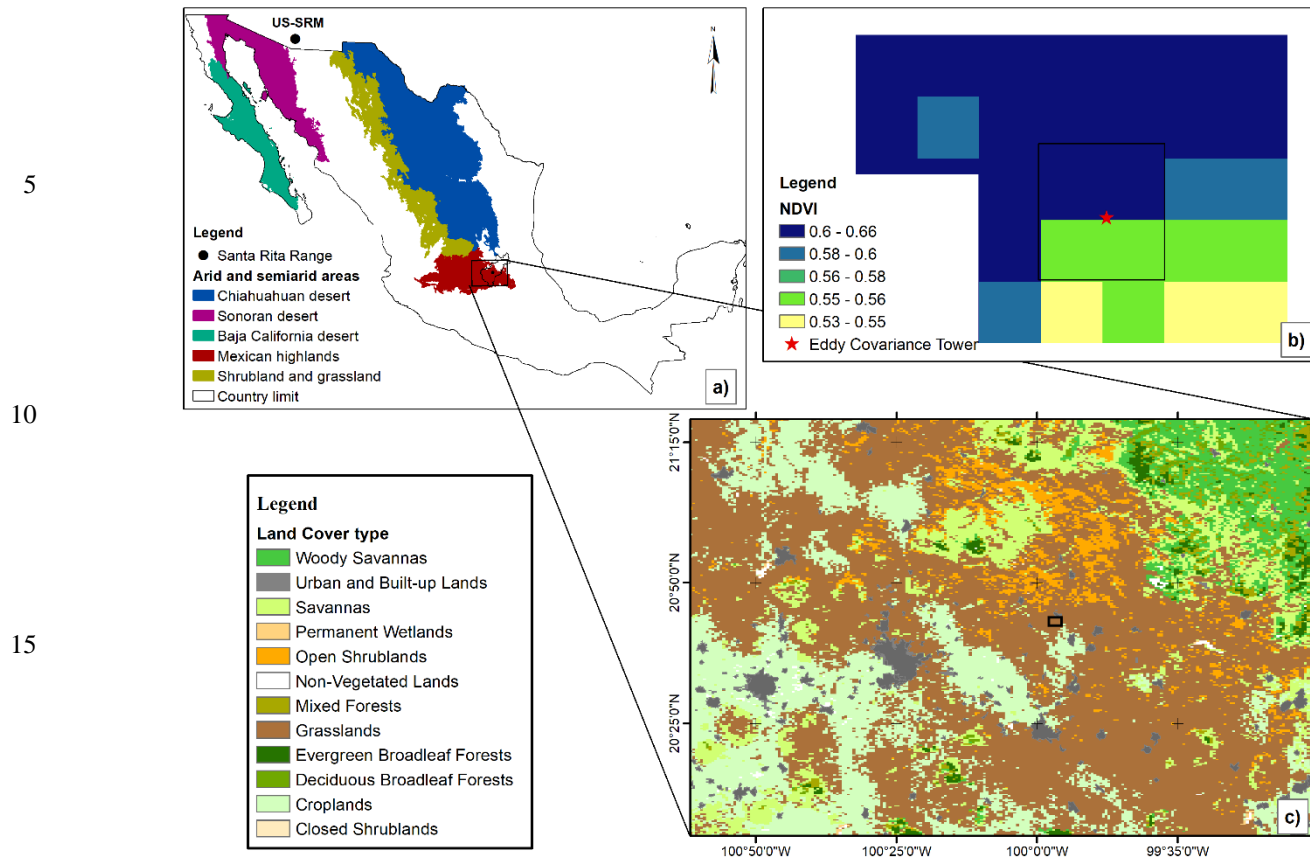 US-SRM
N
5
Legend
Santa Rita Range
Arid and semiarid areas
Chiahuahuan desert
Sonoran desert
Baja California desert
Mexican highlands
Shrubland and grassland
Country limit
a)
Legend
NDVI
0.6 - 0.66
0.58 - 0.6
0.56 - 0.58
0.55 - 0.56
0.53 - 0.55
Eddy Covariance Tower
b)
10
Legend
Land Cover type
Woody Savannas
Urban and Built-up Lands
Savannas
Permanent Wetlands
Open Shrublands
Non-Vegetated Lands
Mixed Forests
Grasslands
Evergreen Broadleaf Forests
Deciduous Broadleaf Forests
Croplands
Closed Shrublands
15
21°15'0"N
20°50'0"N
20°25'0"N
c)
100°50'0"W
100°25'0"W
100°0'0"W
99°35'0"W